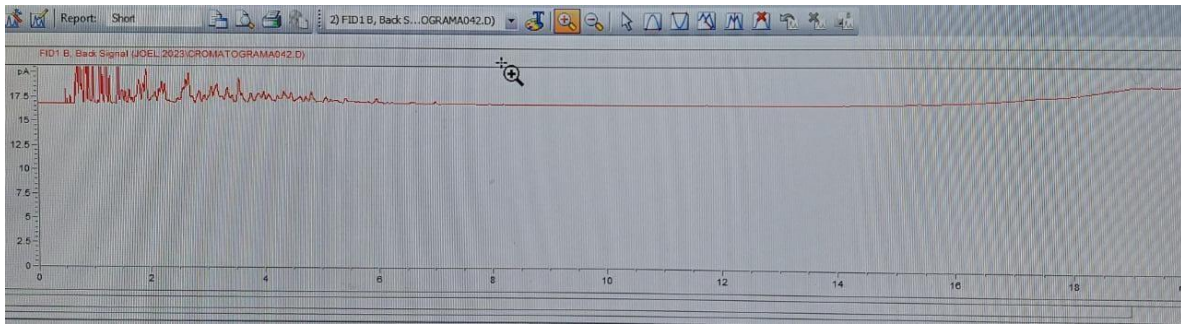 Report: Short 2) FID1 B, Back S...OGRAMA042.D)
FID1 B, Back Signal (JOEL 2023\CROMATOGRAMA042.D)
pA
17.5
15
12.5
10
7.5
5
2.5
0
0 2 4 6 8 10 12 14 16 18